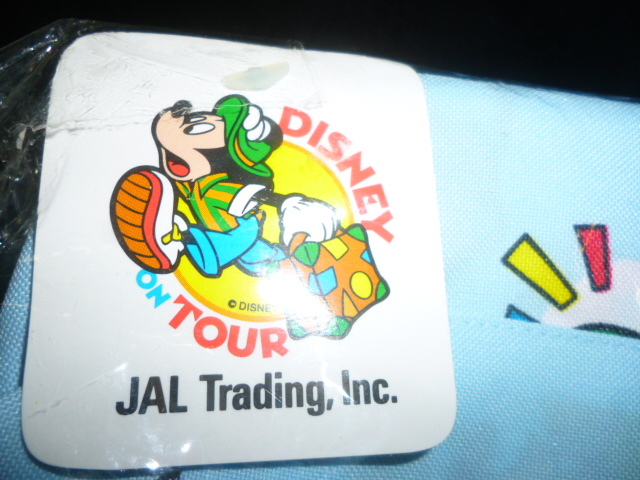 DISNEY
ON
TOUR
© DISNEY
JAL Trading, Inc.